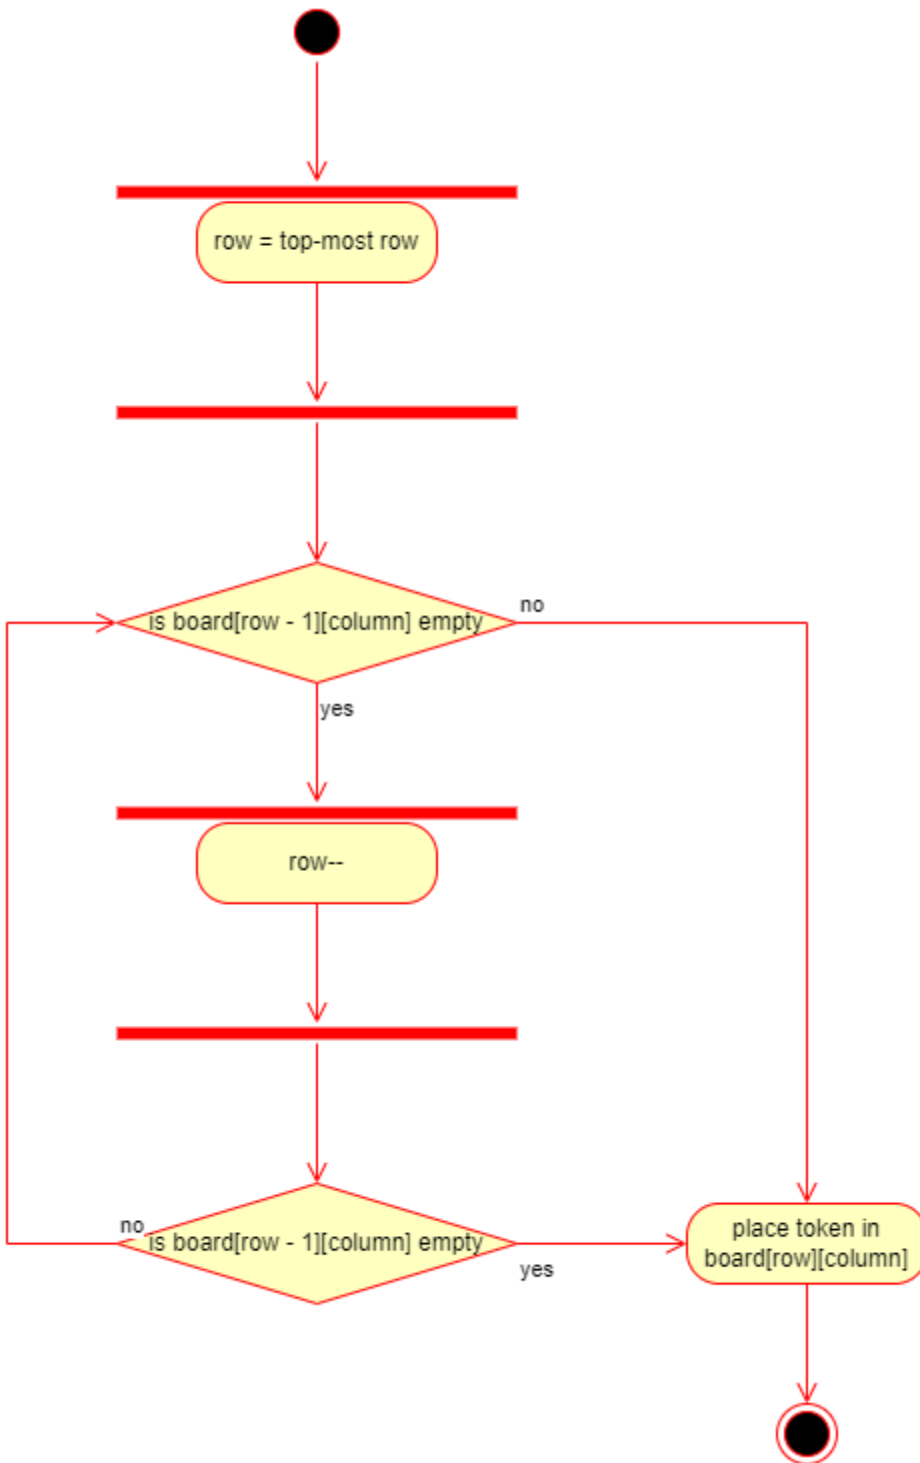 row = top-most row
is board[row - 1][column] empty
no
yes
row--
no
is board[row - 1][column] empty
yes
place token in
board[row][column]